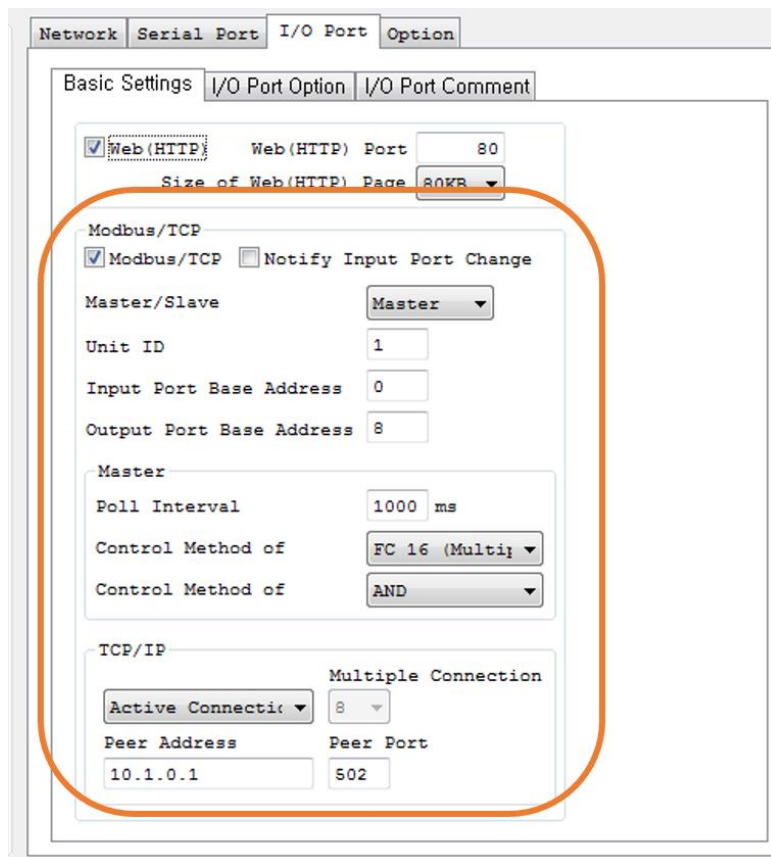 Network Serial Port I/O Port Option
Basic Settings I/O Port Option I/O Port Comment
Web(HTTP) Web(HTTP) Port 80
Size of Web(HTTP) Page 80KB
Modbus/TCP
Modbus/TCP Notify Input Port Change
Master/Slave Master
Unit ID 1
Input Port Base Address 0
Output Port Base Address 8
Master
Poll Interval 1000 ms
Control Method of FC 16 (Multi
Control Method of AND
TCP/IP
Multiple Connection
Active Connectic 8
Peer Address Peer Port
10.1.0.1 502